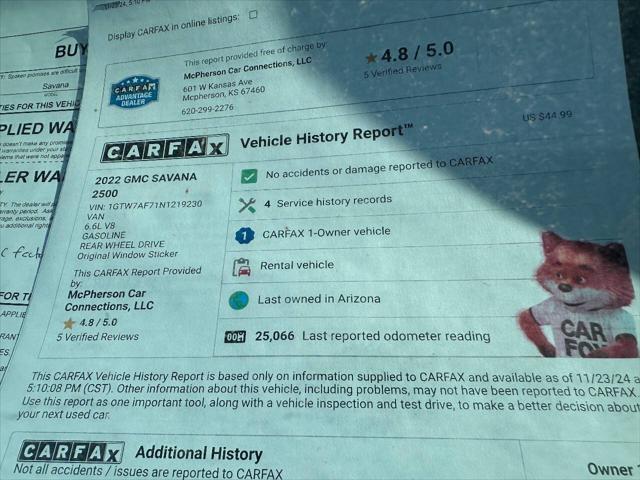 Display CARFAX in online listings:
This report provided free of charge by
McPherson Car Connections, LLC
601 W Kansas Ave
Mcpherson, KS 67460
620-299-2276
CARFAX
ADVANTAGE
DEALER
4.8 / 5.0
5 Verified Reviews
US $44.99
CARFAX Vehicle History Report™
2022 GMC SAVANA
2500
VIN: 1GTW7AF71N1219230
VAN
6.6L V8
GASOLINE
REAR WHEEL DRIVE
Original Window Sticker
This CARFAX Report Provided
by:
McPherson Car
Connections, LLC
4.8 / 5.0
5 Verified Reviews
No accidents or damage reported to CARFAX
4 Service history records
1 CARFAX 1-Owner vehicle
Rental vehicle
Last owned in Arizona
25,066 Last reported odometer reading
CAR
FOX
This CARFAX Vehicle History Report is based only on information supplied to CARFAX and available as of 11/23/24 a
5:10:08 PM (CST). Other information about this vehicle, including problems, may not have been reported to CARFAX.
Use this report as one important tool, along with a vehicle inspection and test drive, to make a better decision about
your next used car.
CARFAX Additional History
Not all accidents / issues are reported to CARFAX
Owner 1
BUY
Savana
MODEL
TIES FOR THIS VEHIC
PLIED WA
LER WA
FOR T